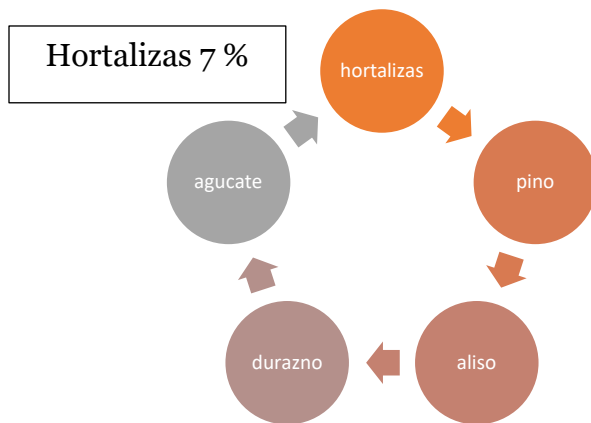 Hortalizas 7 %
hortalizas
pino
aliso
durazno
agucate